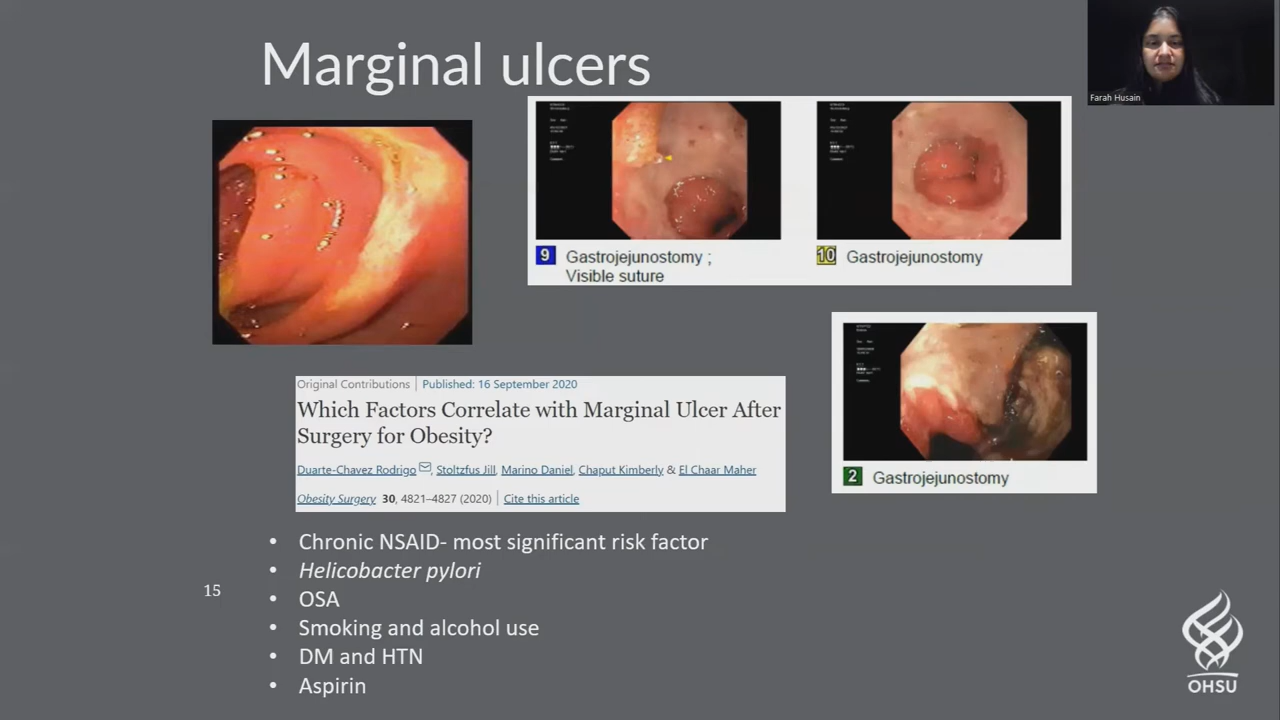 Marginal ulcers
Farah Husain
9 Gastrojejunostomy ;
Visible suture
10 Gastrojejunostomy
2 Gastrojejunostomy
Original Contributions | Published: 16 September 2020
Which Factors Correlate with Marginal Ulcer After
Surgery for Obesity?
Duarte-Chavez Rodrigo, Stoltzfus Jill, Marino Daniel, Chaput Kimberly & El Chaar Maher
Obesity Surgery 30, 4821–4827 (2020) | Cite this article
• Chronic NSAID- most significant risk factor
• Helicobacter pylori
• OSA
• Smoking and alcohol use
• DM and HTN
• Aspirin
15
OHSU